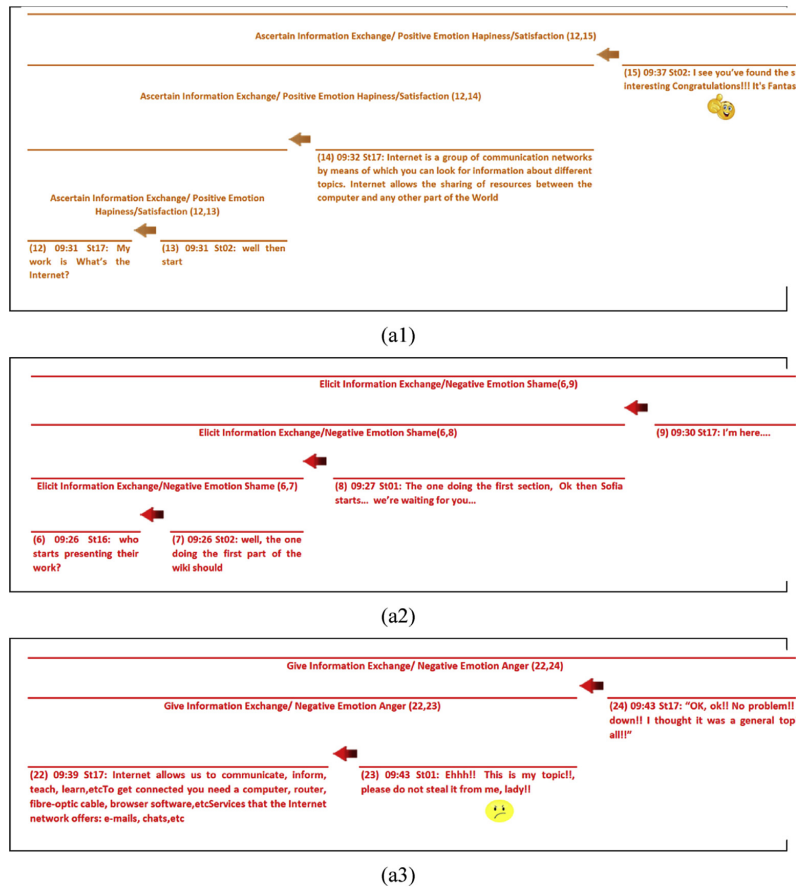 Ascertain Information Exchange/ Positive Emotion Hapiness/Satisfaction (12,15)
(15) 09:37 St02: I see you've found the s
interesting Congratulations!!! It's Fantas
Ascertain Information Exchange/ Positive Emotion Hapiness/Satisfaction (12,14)
(14) 09:32 St17: Internet is a group of communication networks
by means of which you can look for information about different
topics. Internet allows the sharing of resources between the
computer and any other part of the World
Ascertain Information Exchange/ Positive Emotion
Hapiness/Satisfaction (12,13)
(12) 09:31 St17: My
work is What's the
Internet?
(13) 09:31 St02: well then
start
(a1)
Elicit Information Exchange/Negative Emotion Shame(6,9)
(9) 09:30 St17: I'm here....
Elicit Information Exchange/Negative Emotion Shame(6,8)
(8) 09:27 St01: The one doing the first section, Ok then Sofia
starts... we're waiting for you...
Elicit Information Exchange/Negative Emotion Shame (6,7)
(6) 09:26 St16: who
starts presenting their
work?
(7) 09:26 St02: well, the one
doing the first part of the
wiki should
(a2)
Give Information Exchange/ Negative Emotion Anger (22,24)
(24) 09:43 St17: "OK, ok!! No problem!!
down!! I thought it was a general top
all!!"
Give Information Exchange/ Negative Emotion Anger (22,23)
(22) 09:39 St17: Internet allows us to communicate, inform,
teach, learn,etcTo get connected you need a computer, router,
fibre-optic cable, browser software,etcServices that the Internet
network offers: e-mails, chats,etc
(23) 09:43 St01: Ehhh!! This is my topic!!,
please do not steal it from me, lady!!
(a3)